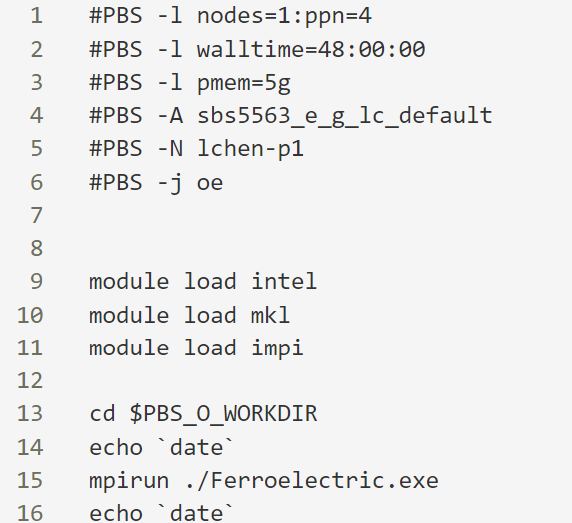 1 #PBS -l nodes=1:ppn=4
2 #PBS -l walltime=48:00:00
3 #PBS -l pmem=5g
4 #PBS -A sbs5563_e_g_lc_default
5 #PBS -N lchen-p1
6 #PBS -j oe
7
8
9 module load intel
10 module load mkl
11 module load impi
12
13 cd $PBS_O_WORKDIR
14 echo `date`
15 mpirun ./Ferroelectric.exe
16 echo `date`